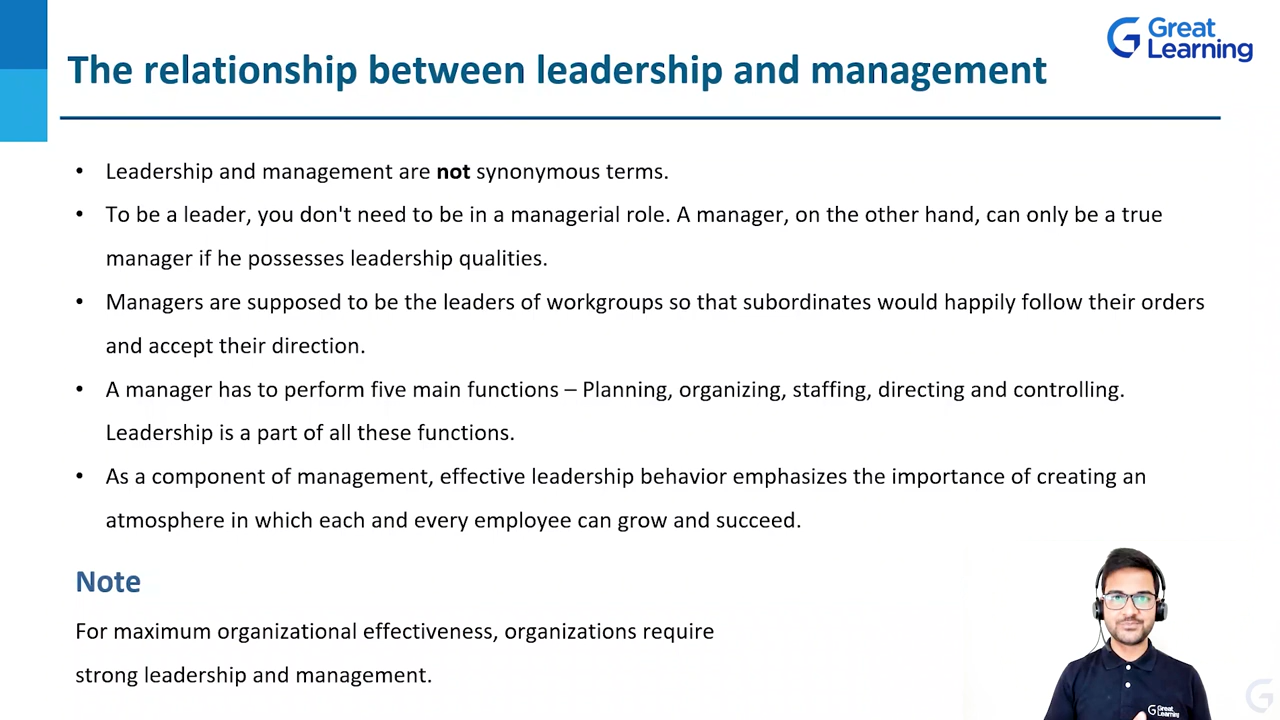 Great
Learning
The relationship between leadership and management
• Leadership and management are not synonymous terms.
• To be a leader, you don't need to be in a managerial role. A manager, on the other hand, can only be a true
manager if he possesses leadership qualities.
• Managers are supposed to be the leaders of workgroups so that subordinates would happily follow their orders
and accept their direction.
• A manager has to perform five main functions – Planning, organizing, staffing, directing and controlling.
Leadership is a part of all these functions.
• As a component of management, effective leadership behavior emphasizes the importance of creating an
atmosphere in which each and every employee can grow and succeed.
Note
For maximum organizational effectiveness, organizations require
strong leadership and management.
Great
Learning